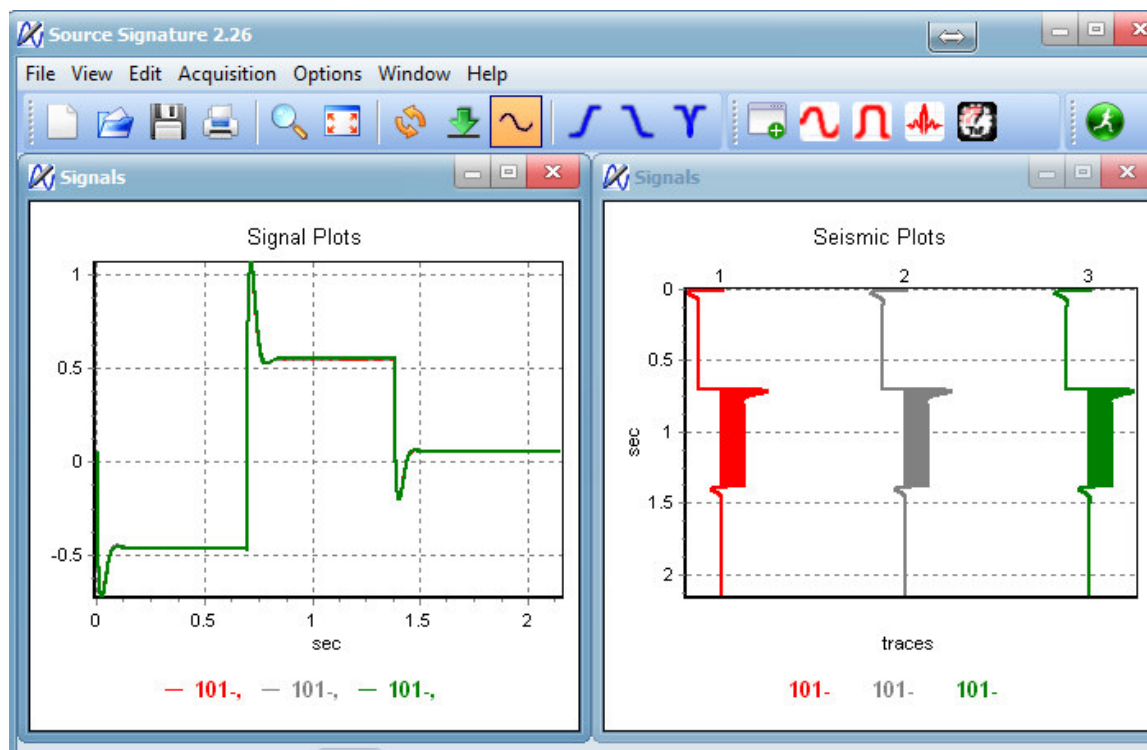 Source Signature 2.26
File View Edit Acquisition Options Window Help
Signals
Signal Plots
1
0.5
0
-0.5
0 0.5 1 1.5 2
sec
101-, 101-, 101-,
Signals
Seismic Plots
1 2 3
0
0.5
1
1.5
2
sec
traces
101- 101- 101-